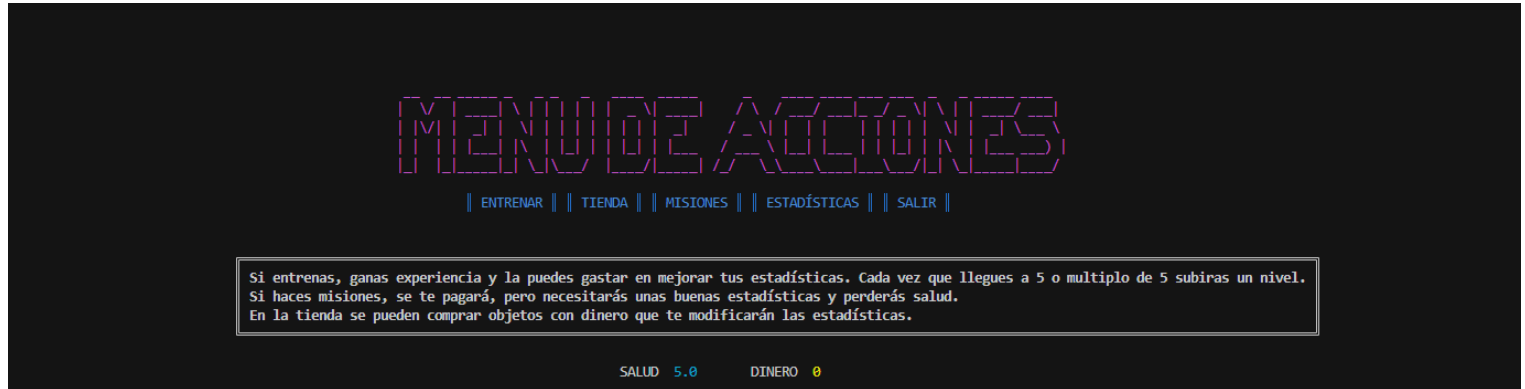 MENU DE ACCIONES
║ ENTRENAR ║ ║ TIENDA ║ ║ MISIONES ║ ║ ESTADÍSTICAS ║ ║ SALIR ║
Si entrenas, ganas experiencia y la puedes gastar en mejorar tus estadísticas. Cada vez que llegues a 5 o multiplo de 5 subiras un nivel.
Si haces misiones, se te pagará, pero necesitarás unas buenas estadísticas y perderás salud.
En la tienda se pueden comprar objetos con dinero que te modificarán las estadísticas.
SALUD 5.0 DINERO 0